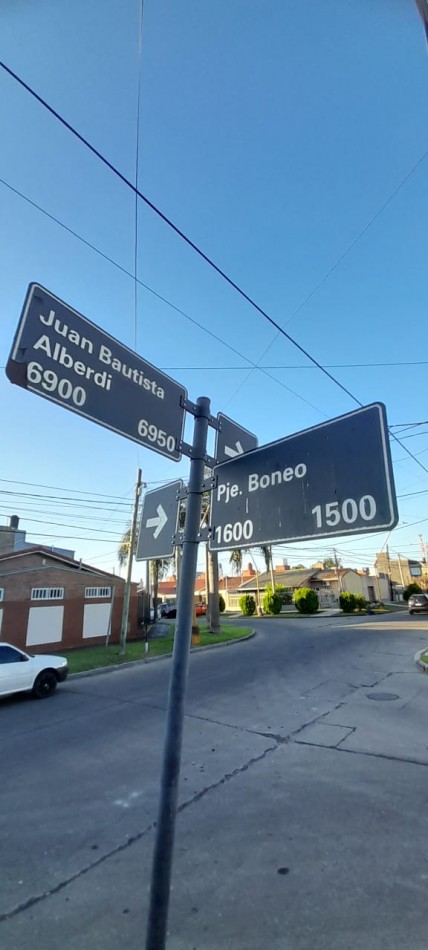 Juan Bautista
Alberdi
6900
6950
Pje. Boneo
1600
1500